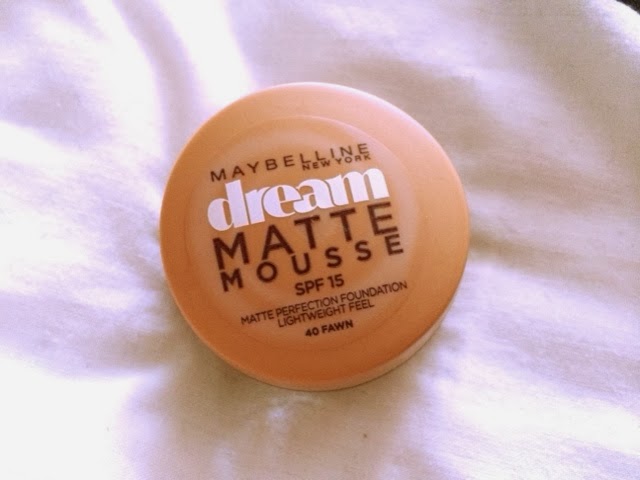 MAYBELLINE
NEW YORK
dream
MATTE
MOUSSE
SPF 15
MATTE PERFECTION FOUNDATION
LIGHTWEIGHT FEEL
40 FAWN